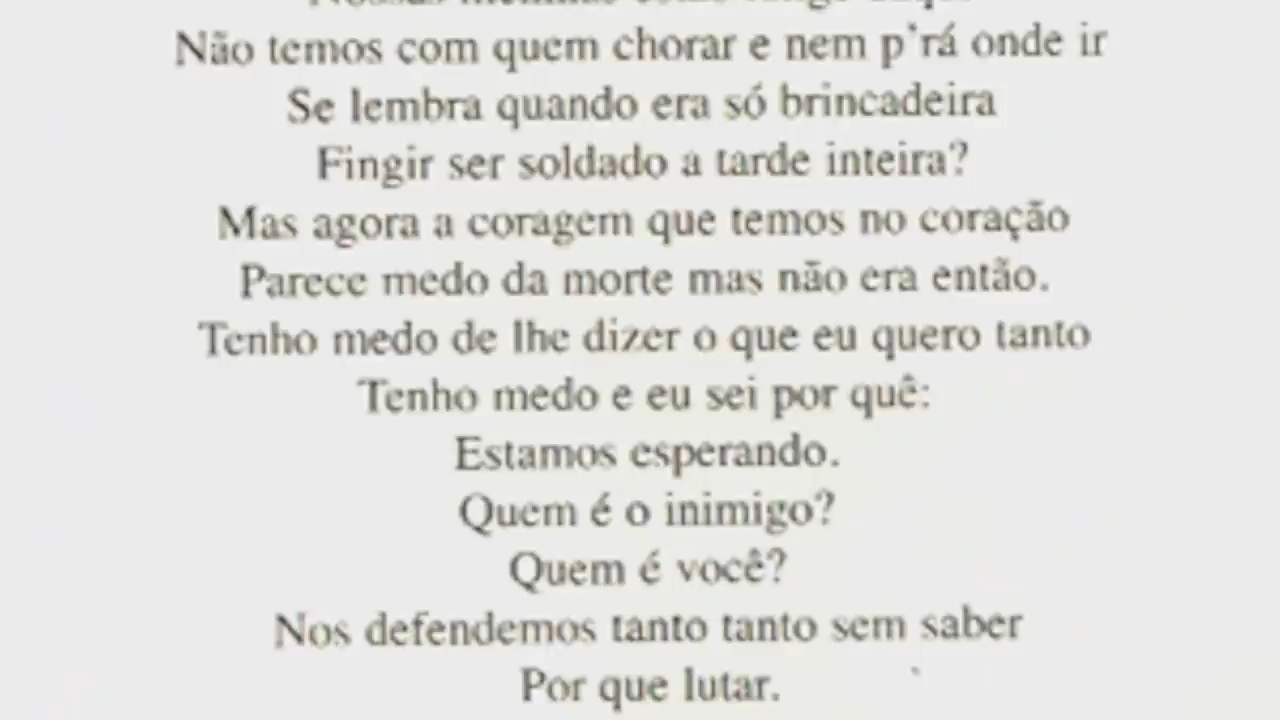 Não temos com quem chorar e nem p'rá onde ir
Se lembra quando era só brincadeira
Fingir ser soldado a tarde inteira?
Mas agora a coragem que temos no coração
Parece medo da morte mas não era então.
Tenho medo de lhe dizer o que eu quero tanto
Tenho medo e eu sei por quê:
Estamos esperando.
Quem é o inimigo?
Quem é você?
Nos defendemos tanto tanto sem saber
Por que lutar.